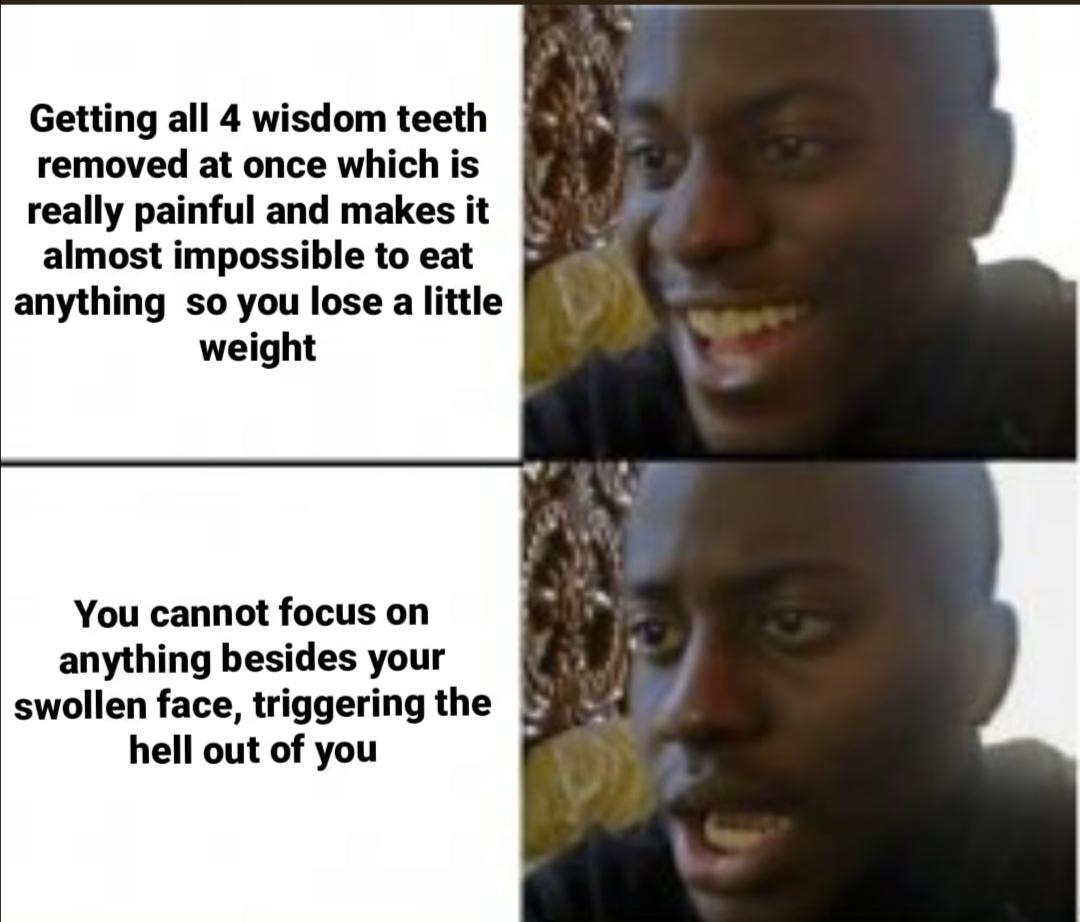 Getting all 4 wisdom teeth
removed at once which is
really painful and makes it
almost impossible to eat
anything  so you lose a little
weight
You cannot focus on
anything besides your
swollen face, triggering the
hell out of you